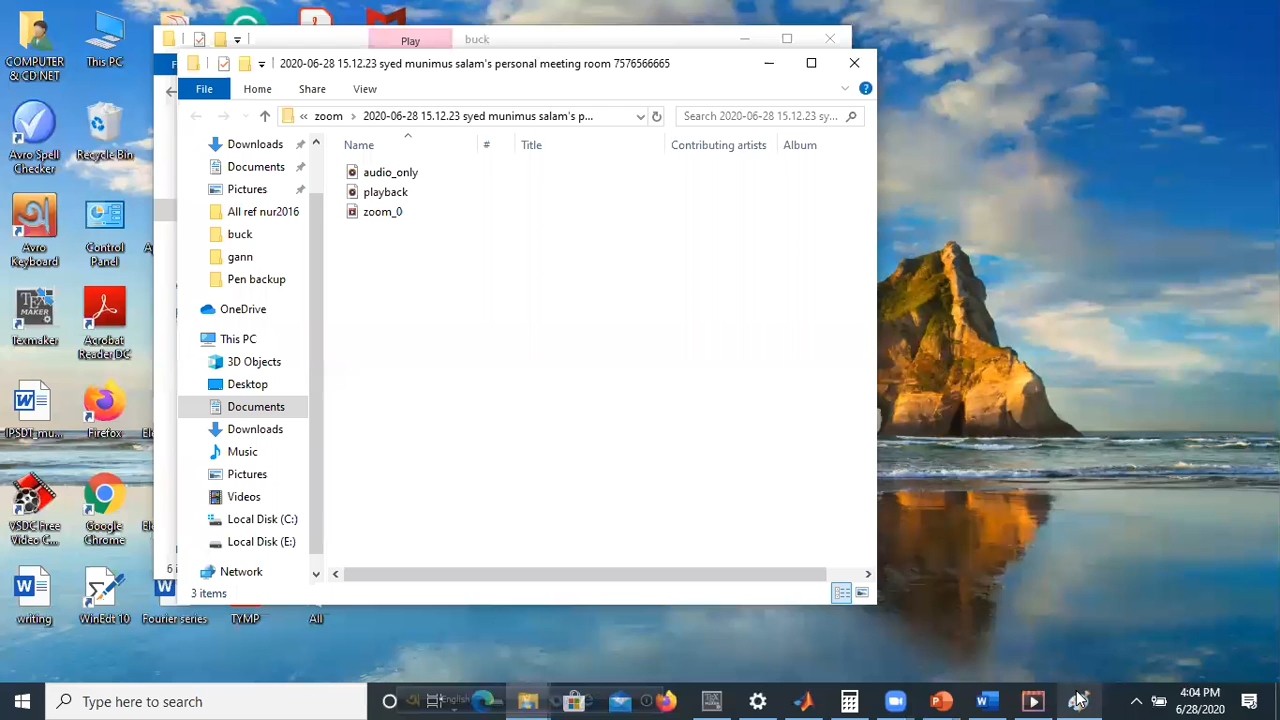 COMPUTER & CD NET
This PC
Avro Spell Checker
Recycle Bin
Avro Keyboard
Control Panel
Texmaker
Acrobat Reader DC
IPSDT_mu...
Firefox
VSDC Free Video C...
Google Chrome
writing
WinEdt 10
Fourier series
TYMP
All
Play
buck
2020-06-28 15.12.23 syed munimus salam's personal meeting room 7576566665
File
Home
Share
View
zoom
2020-06-28 15.12.23 syed munimus salam's p...
Search 2020-06-28 15.12.23 sy...
Name
#
Title
Contributing artists
Album
audio_only
playback
zoom_0
Downloads
Documents
Pictures
All ref nur2016
buck
gann
Pen backup
OneDrive
This PC
3D Objects
Desktop
Documents
Downloads
Music
Pictures
Videos
Local Disk (C:)
Local Disk (E:)
Network
3 items
Type here to search
English
4:04 PM
6/28/2020